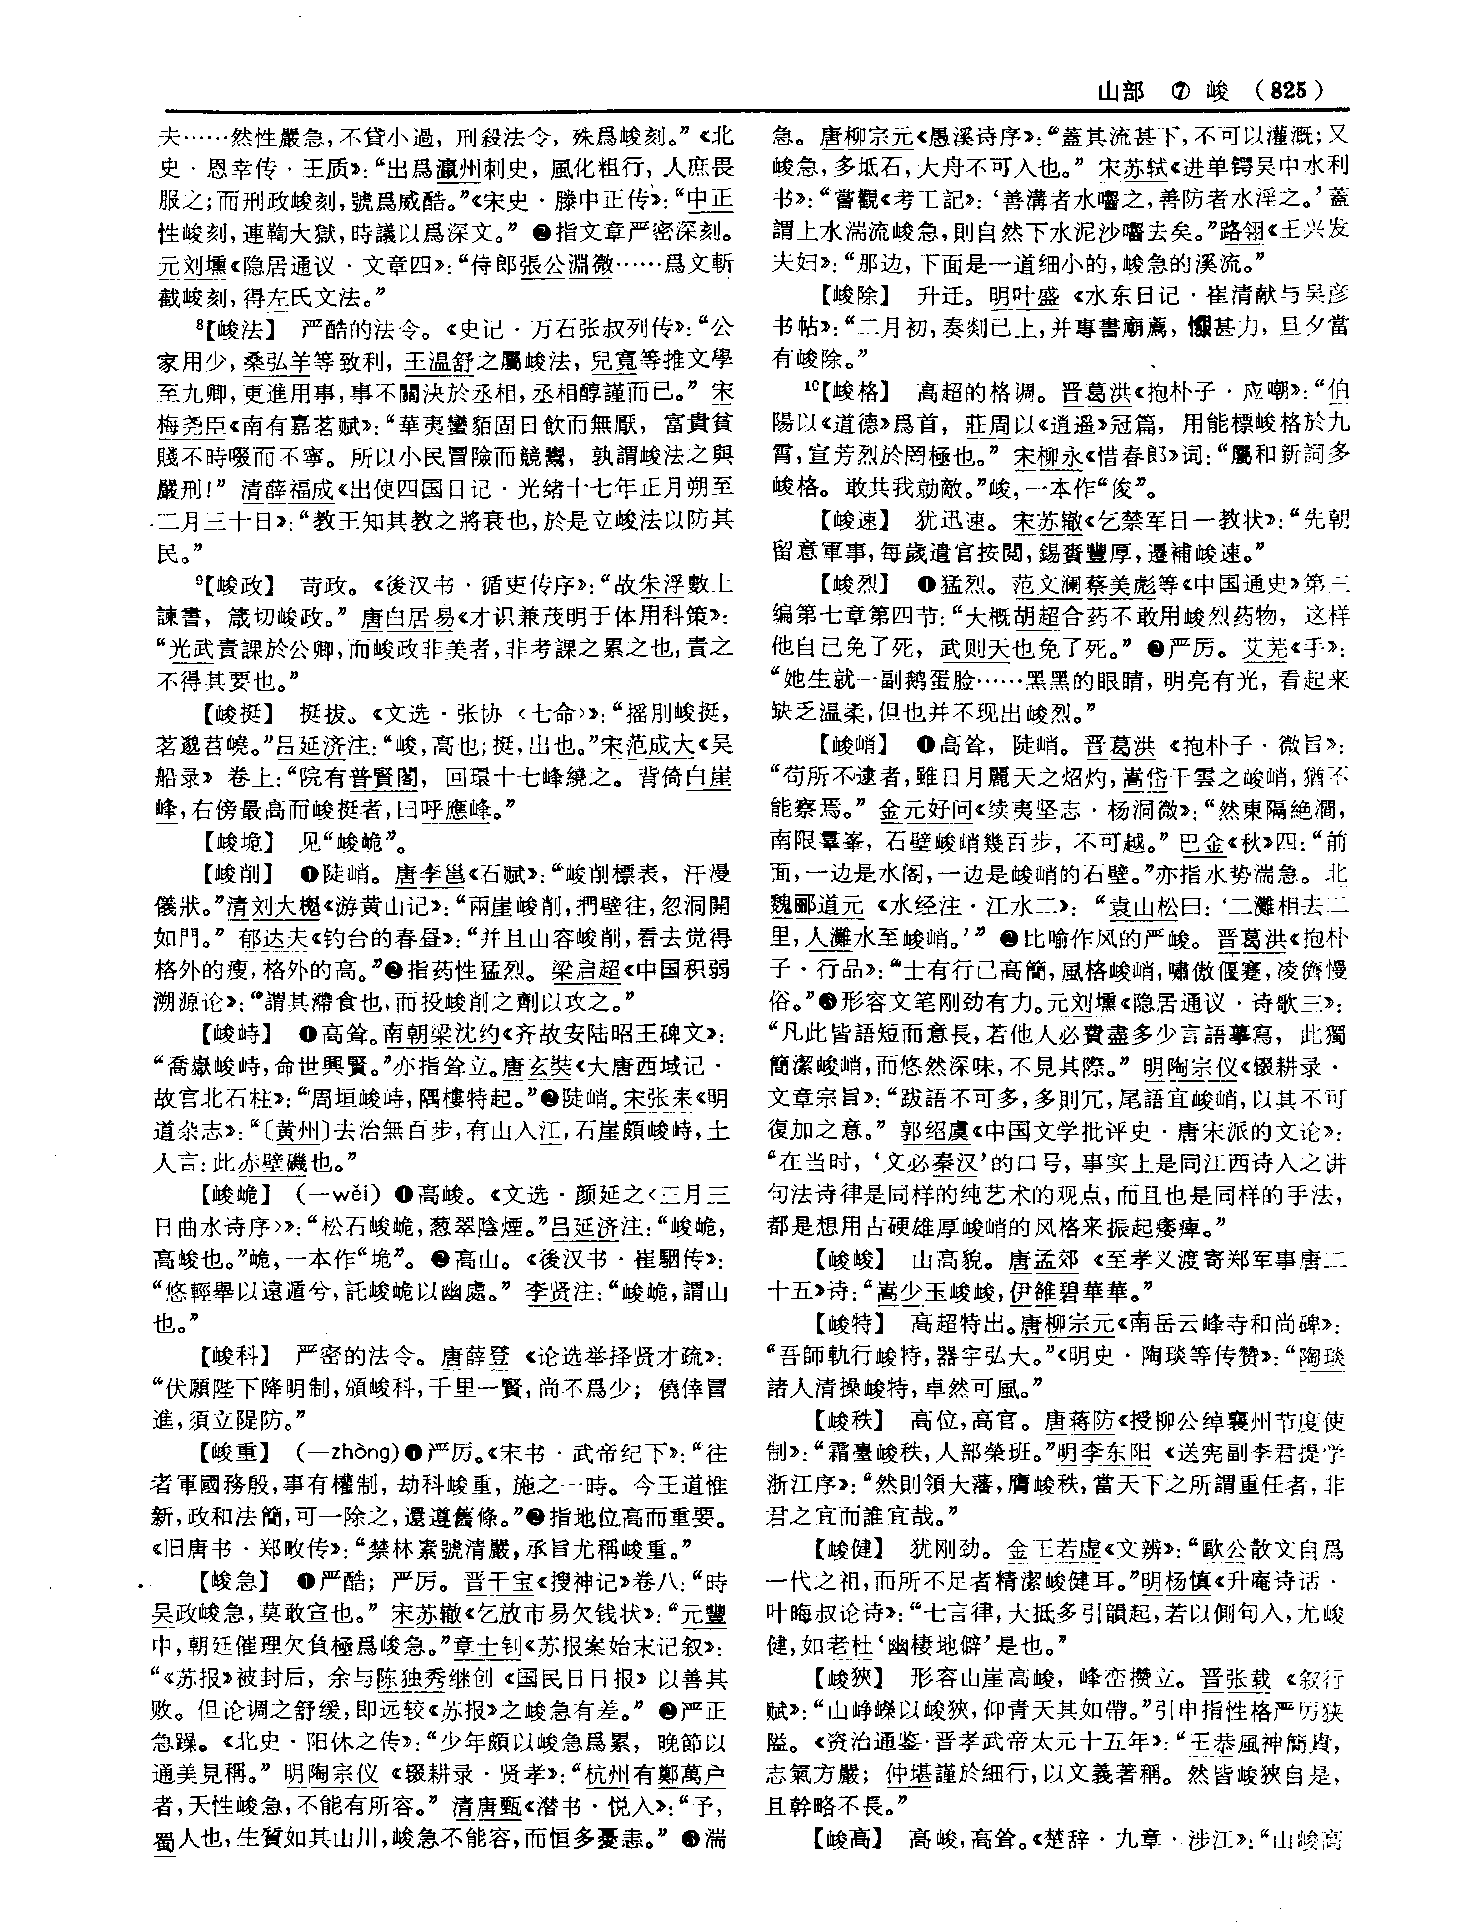 山部 ⑦ 峻 （825）
夫……然性嚴急，不貸小過，刑殺法令，殊爲峻刻。”《北
史·恩幸传·王质》：“出爲瀛州刺史，風化粗行，人庶畏
服之；而刑政峻刻，號爲威酷。”《宋史·滕中正传》：“中正
性峻刻，連鞫大獄，時議以爲深文。”❷指文章严密深刻。
元刘壎《隐居通议·文章四》：“侍郎張公淵微……爲文斬
截峻刻，得左氏文法。”
⁸【峻法】 严酷的法令。《史记·万石张叔列传》：“公
家用少，桑弘羊等致利，王温舒之屬峻法，兒寬等推文學
至九卿，更進用事，事不關決於丞相，丞相醇謹而已。” 宋
梅尧臣《南有嘉茗赋》：“華夷蠻貊固日飲而無厭，富貴貧
賤不時啜而不寧。所以小民冒險而競鬻，孰謂峻法之與
嚴刑！” 清薛福成《出使四国日记·光绪十七年正月朔至
二月三十日》：“教王知其教之將衰也，於是立峻法以防其
民。”
⁹【峻政】 苛政。《後汉书·循吏传序》：“故朱浮數上
諫書，箴切峻政。” 唐白居易《才识兼茂明于体用科策》：
“光武責課於公卿，而峻政非美者，非考課之累之也，責之
不得其要也。”
【峻挺】 挺拔。《文选·张协〈七命〉》：“摇刖峻挺，
茗邈苕嶢。”吕延济注：“峻，高也；挺，出也。”宋范成大《吴
船录》卷上：“院有普賢閣，回環十七峰繞之。背倚白崖
峰，右傍最高而峻挺者，曰呼應峰。”
【峻垝】 见“峻峗”。
【峻削】 ❶陡峭。唐李邕《石赋》：“峻削標表，汗漫
儀狀。”清刘大櫆《游黄山记》：“兩崖峻削，捫壁往，忽洞開
如門。” 郁达夫《钓台的春昼》：“并且山容峻削，看去觉得
格外的瘦，格外的高。”❷指药性猛烈。梁启超《中国积弱
溯源论》：“謂其滯食也，而投峻削之劑以攻之。”
【峻峙】 ❶高耸。南朝梁沈约《齐故安陆昭王碑文》：
“喬嶽峻峙，命世興賢。”亦指耸立。唐玄奘《大唐西域记·
故宫北石柱》：“周垣峻峙，隅樓特起。”❷陡峭。宋张耒《明
道杂志》：“〔黄州〕去治無百步，有山入江，石崖頗峻峙，土
人言：此赤壁磯也。”
【峻峗】 （—wěi）❶高峻。《文选·颜延之〈三月三
日曲水诗序〉》：“松石峻峗，葱翠陰煙。”吕延济注：“峻峗，
高峻也。”峗，一本作“垝”。❷高山。《後汉书·崔駰传》：
“悠輕舉以遠遁兮，託峻峗以幽處。” 李贤注：“峻峗，謂山
也。”
【峻科】 严密的法令。唐薛登《论选举择贤才疏》：
“伏願陛下降明制，頒峻科，千里一賢，尚不爲少；僥倖冒
進，須立隄防。”
【峻重】 （—zhòng）❶严厉。《宋书·武帝纪下》：“往
者軍國務殷，事有權制，劫科峻重，施之一時。今王道惟
新，政和法簡，可一除之，還遵舊條。”❷指地位高而重要。
《旧唐书·郑畋传》：“禁林素號清嚴，承旨尤稱峻重。”
【峻急】 ❶严酷；严厉。晋干宝《搜神记》卷八：“時
吴政峻急，莫敢宣也。” 宋苏辙《乞放市易欠钱状》：“元豐
中，朝廷催理欠負極爲峻急。”章士钊《苏报案始末记叙》：
“《苏报》被封后，余与陈独秀继创《国民日日报》以善其
败。但论调之舒缓，即远较《苏报》之峻急有差。” ❷严正
急躁。《北史·阳休之传》：“少年頗以峻急爲累，晚節以
通美見稱。” 明陶宗仪《辍耕录·贤孝》：“杭州有鄭萬户
者，天性峻急，不能有所容。” 清唐甄《潜书·悦入》：“予，
蜀人也，生質如其山川，峻急不能容，而恒多憂恚。” ❸湍
急。唐柳宗元《愚溪诗序》：“蓋其流甚下，不可以灌溉；又
峻急，多坻石，大舟不可入也。” 宋苏轼《进单锷吴中水利
书》：“嘗觀《考工記》：‘善溝者水嚙之，善防者水淫之。’蓋
謂上水湍流峻急，則自然下水泥沙嚙去矣。”路翎《王兴发
夫妇》：“那边，下面是一道细小的，峻急的溪流。”
【峻除】 升迁。明叶盛《水东日记·崔清献与吴彦
书帖》：“二月初，奏剡已上，并專書廟薦，慨甚力，旦夕當
有峻除。”
¹⁰【峻格】 高超的格调。晋葛洪《抱朴子·应嘲》：“伯
陽以《道德》爲首，莊周以《逍遥》冠篇，用能標峻格於九
霄，宣芳烈於罔極也。” 宋柳永《惜春郎》词：“屬和新詞多
峻格。敢共我勍敵。”峻，一本作“俊”。
【峻速】 犹迅速。宋苏辙《乞禁军日一教状》：“先朝
留意軍事，每歲遣官按閲，錫賚豐厚，遷補峻速。”
【峻烈】 ❶猛烈。范文澜蔡美彪等《中国通史》第三
编第七章第四节：“大概胡超合药不敢用峻烈药物，这样
他自己免了死，武则天也免了死。” ❷严厉。艾芜《手》：
“她生就一副鹅蛋脸……黑黑的眼睛，明亮有光，看起来
缺乏温柔，但也并不现出峻烈。”
【峻峭】 ❶高耸，陡峭。晋葛洪《抱朴子·微旨》：
“苟所不逮者，雖日月麗天之炤灼，嵩岱干雲之峻峭，猶不
能察焉。” 金元好问《续夷坚志·杨洞微》：“然東隔絶澗，
南限羣峯，石壁峻峭幾百步，不可越。” 巴金《秋》四：“前
面，一边是水阁，一边是峻峭的石壁。”亦指水势湍急。北
魏郦道元《水经注·江水二》：“袁山松曰：‘二灘相去二
里，人灘水至峻峭。’” ❷比喻作风的严峻。晋葛洪《抱朴
子·行品》：“士有行己高簡，風格峻峭，嘯傲偃蹇，凌儕慢
俗。”❸形容文笔刚劲有力。元刘壎《隐居通议·诗歌三》：
“凡此皆語短而意長，若他人必費盡多少言語摹寫，此獨
簡潔峻峭，而悠然深味，不見其際。” 明陶宗仪《辍耕录·
文章宗旨》：“跋語不可多，多則冗，尾語宜峻峭，以其不可
復加之意。” 郭绍虞《中国文学批评史·唐宋派的文论》：
“在当时，‘文必秦汉’的口号，事实上是同江西诗人之讲
句法诗律是同样的纯艺术的观点，而且也是同样的手法，
都是想用古硬雄厚峻峭的风格来振起痿痺。”
【峻峻】 山高貌。唐孟郊《至孝义渡寄郑军事唐二
十五》诗：“嵩少玉峻峻，伊雒碧華華。”
【峻特】 高超特出。唐柳宗元《南岳云峰寺和尚碑》：
“吾師軌行峻特，器宇弘大。”《明史·陶琰等传赞》：“陶琰
諸人清操峻特，卓然可風。”
【峻秩】 高位，高官。唐蒋防《授柳公绰襄州节度使
制》：“霜臺峻秩，人部榮班。”明李东阳《送宪副李君提学
浙江序》：“然則領大藩，膺峻秩，當天下之所謂重任者，非
君之宜而誰宜哉。”
【峻健】 犹刚劲。金王若虚《文辨》：“歐公散文自爲
一代之祖，而所不足者精潔峻健耳。”明杨慎《升庵诗话·
叶晦叔论诗》：“七言律，大抵多引韻起，若以側句入，尤峻
健，如老杜‘幽棲地僻’是也。”
【峻狹】 形容山崖高峻，峰峦攒立。晋张载《叙行
赋》：“山峥嶸以峻狹，仰青天其如帶。”引申指性格严厉狭
隘。《资治通鉴·晋孝武帝太元十五年》：“王恭風神簡貴，
志氣方嚴；仲堪謹於細行，以文義著稱。然皆峻狹自是，
且幹略不長。”
【峻高】 高峻，高耸。《楚辞·九章·涉江》：“山峻高